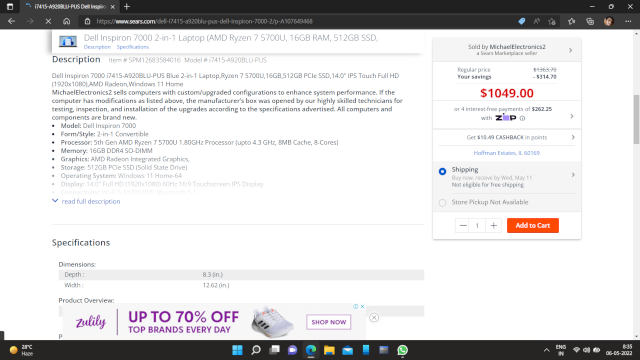 i7415-A920BLU-PUS Dell Inspiron
https://www.sears.com/dell-i7415-a920blu-pus-dell-inspiron-7000-2/p-A107649468
Dell Inspiron 7000 2-in-1 Laptop (AMD Ryzen 7 5700U, 16GB RAM, 512GB SSD,
Description Specifications
Description Item # SPM12683584016 Model # i7415-A920BLU-PUS
Dell Inspiron 7000 i7415-A920BLU-PUS Blue 2-in-1 Laptop,Ryzen 7 5700U,16GB,512GB PCIe SSD,14.0" IPS Touch Full HD
(1920x1080),AMD Radeon,Windows 11 Home
MichaelElectronics2 sells computers with custom/upgraded configurations to enhance system performance. If the
computer has modifications as listed above, the manufacturer's box was opened by our highly skilled technicians for
testing, inspection, and installation of the upgrades according to the specifications advertised. All computers and
components are brand new.
• Model: Dell Inspiron 7000
• Form/Style: 2-in-1 Convertible
• Processor: 5th Gen AMD Ryzen 7 5700U 1.80GHz Processor (upto 4.3 GHz, 8MB Cache, 8-Cores)
• Memory: 16GB DDR4 SO-DIMM
• Graphics: AMD Radeon Integrated Graphics,
• Storage: 512GB PCIe SSD (Solid State Drive)
• Operating System: Windows 11 Home-64
• Display: 14.0" Full HD (1920x1080) 60Hz 16:9 Touchscreen IPS Display
read full description
Specifications
Dimensions:
Depth : 8.3 (in.)
Width : 12.62 (in.)
Product Overview:
Sold by MichaelElectronics2
a Sears Marketplace seller
Regular price $1363.70
Your savings - $314.70
$1049.00
or 4 interest-free payments of $262.25
with ZIP
Get $10.49 CASHBACK in points
Hoffman Estates, IL 60169
Shipping
Buy now, receive by Wed, May 11
Not eligible for free shipping
Store Pickup Not Available
1
Add to Cart
zulily
UP TO 70% OFF
TOP BRANDS EVERY DAY
SHOP NOW
28°C
Haze
ENG
IN
8:35
06-05-2022